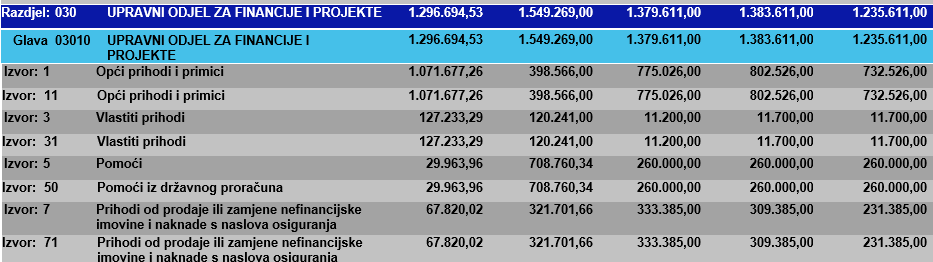 Razdjel: 030 UPRAVNI ODJEL ZA FINANCIJE I PROJEKTE 1.296.694,53 1.549.269,00 1.379.611,00 1.383.611,00 1.235.611,00
Glava 03010 UPRAVNI ODJEL ZA FINANCIJE I 1.296.694,53 1.549.269,00 1.379.611,00 1.383.611,00 1.235.611,00
PROJEKTE
Izvor: 1 Opći prihodi i primici 1.071.677,26 398.566,00 775.026,00 802.526,00 732.526,00
Izvor: 11 Opći prihodi i primici 1.071.677,26 398.566,00 775.026,00 802.526,00 732.526,00
Izvor: 3 Vlastiti prihodi 127.233,29 120.241,00 11.200,00 11.700,00 11.700,00
Izvor: 31 Vlastiti prihodi 127.233,29 120.241,00 11.200,00 11.700,00 11.700,00
Izvor: 5 Pomoći 29.963,96 708.760,34 260.000,00 260.000,00 260.000,00
Izvor: 50 Pomoći iz državnog proračuna 29.963,96 708.760,34 260.000,00 260.000,00 260.000,00
Izvor: 7 Prihodi od prodaje ili zamjene nefinancijske 67.820,02 321.701,66 333.385,00 309.385,00 231.385,00
imovine i naknade s naslova osiguranja
Izvor: 71 Prihodi od prodaje ili zamjene nefinancijske 67.820,02 321.701,66 333.385,00 309.385,00 231.385,00
imovine i naknade s naslova osiguranja